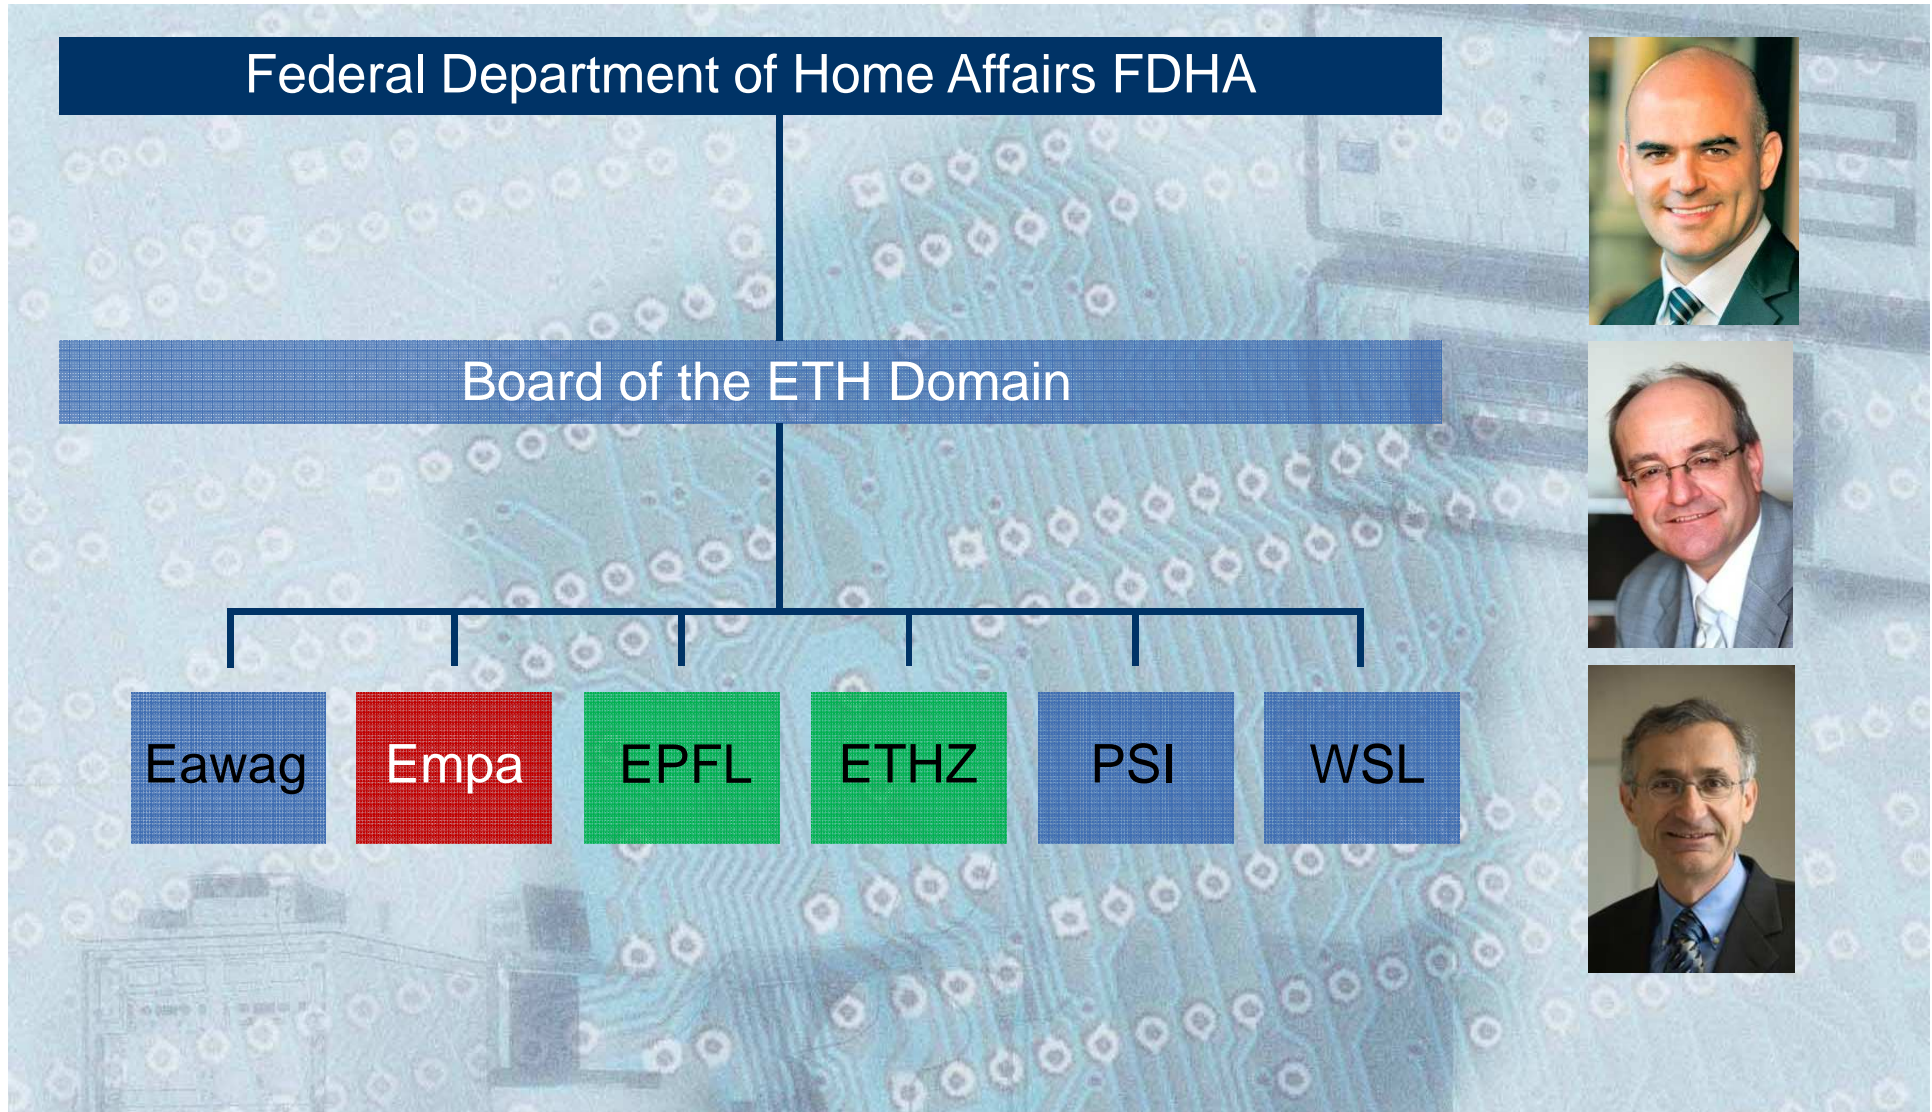 Federal Department of Home Affairs FDHA
Board of the ETH Domain
Eawag
Empa
EPFL
ETHZ
PSI
WSL